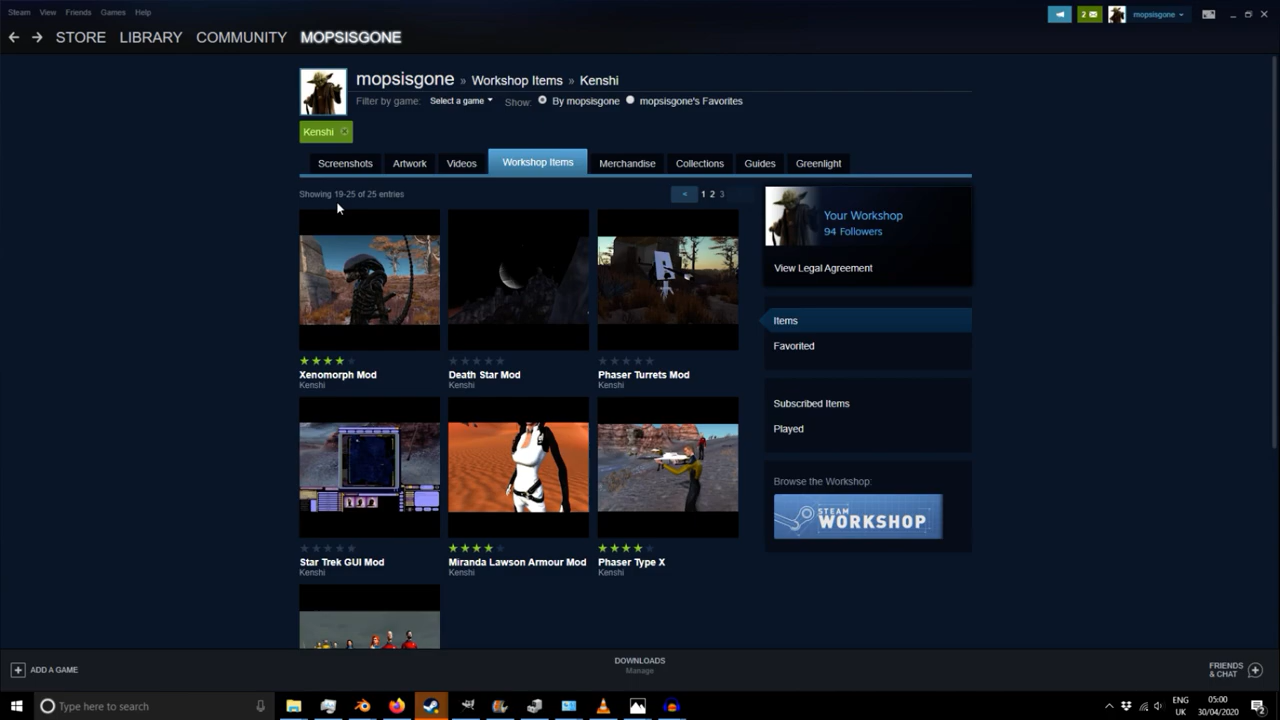 Steam View Friends Games Help
2
mopsisgone
STORE LIBRARY COMMUNITY MOPSISGONE
mopsisgone » Workshop Items » Kenshi
Filter by game: Select a game Show: By mopsisgone mopsisgone's Favorites
Kenshi
Screenshots Artwork Videos Workshop Items Merchandise Collections Guides Greenlight
Showing 19-25 of 25 entries
< 1 2 3
Your Workshop
94 Followers
View Legal Agreement
Items
Favorited
Subscribed Items
Played
Browse the Workshop:
STEAM
WORKSHOP
Xenomorph Mod
Kenshi
Death Star Mod
Kenshi
Phaser Turrets Mod
Kenshi
Star Trek GUI Mod
Kenshi
Miranda Lawson Armour Mod
Kenshi
Phaser Type X
Kenshi
ADD A GAME
DOWNLOADS
Manage
FRIENDS
& CHAT
Type here to search
ENG
UK
05:00
30/04/2020
2